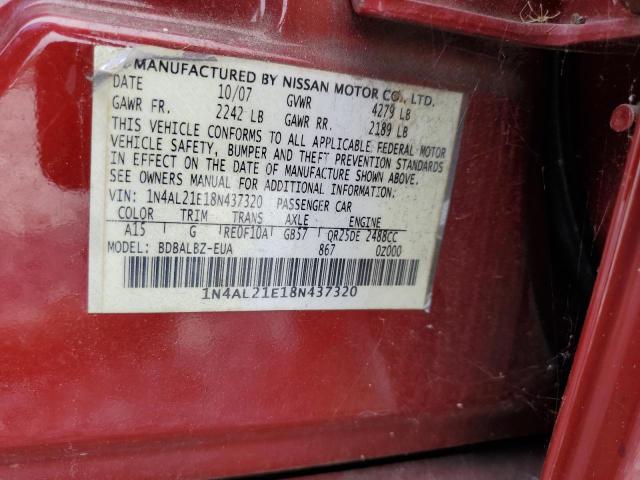 MANUFACTURED BY NISSAN MOTOR CO., LTD.
DATE 10/07 GVWR 4279 LB
GAWR FR. 2242 LB GAWR RR. 2189 LB
THIS VEHICLE CONFORMS TO ALL APPLICABLE FEDERAL MOTOR
VEHICLE SAFETY, BUMPER AND THEFT PREVENTION STANDARDS
IN EFFECT ON THE DATE OF MANUFACTURE SHOWN ABOVE.
SEE OWNERS MANUAL FOR ADDITIONAL INFORMATION.
VIN: 1N4AL21E18N437320 PASSENGER CAR
COLOR TRIM TRANS AXLE ENGINE
A15 G RE0F10A GB57 QR25DE 2488CC
MODEL: BDBALBZ-EUA 867 0Z000
1N4AL21E18N437320